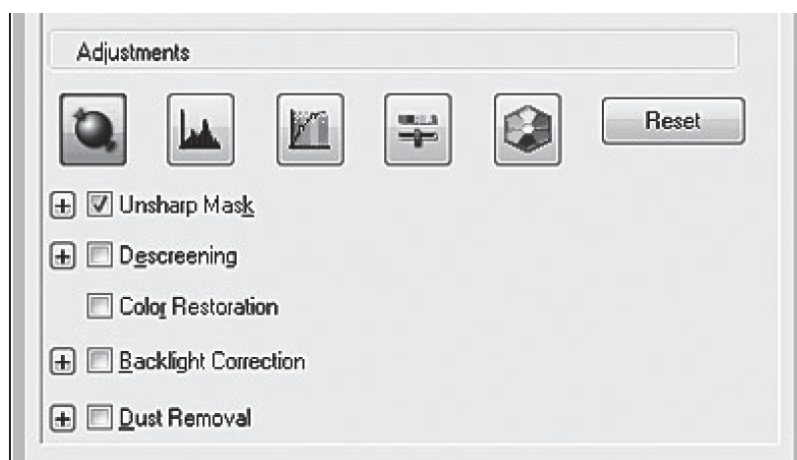 Adjustments
Reset
Unsharp Mask
Descreening
Color Restoration
Backlight Correction
Dust Removal